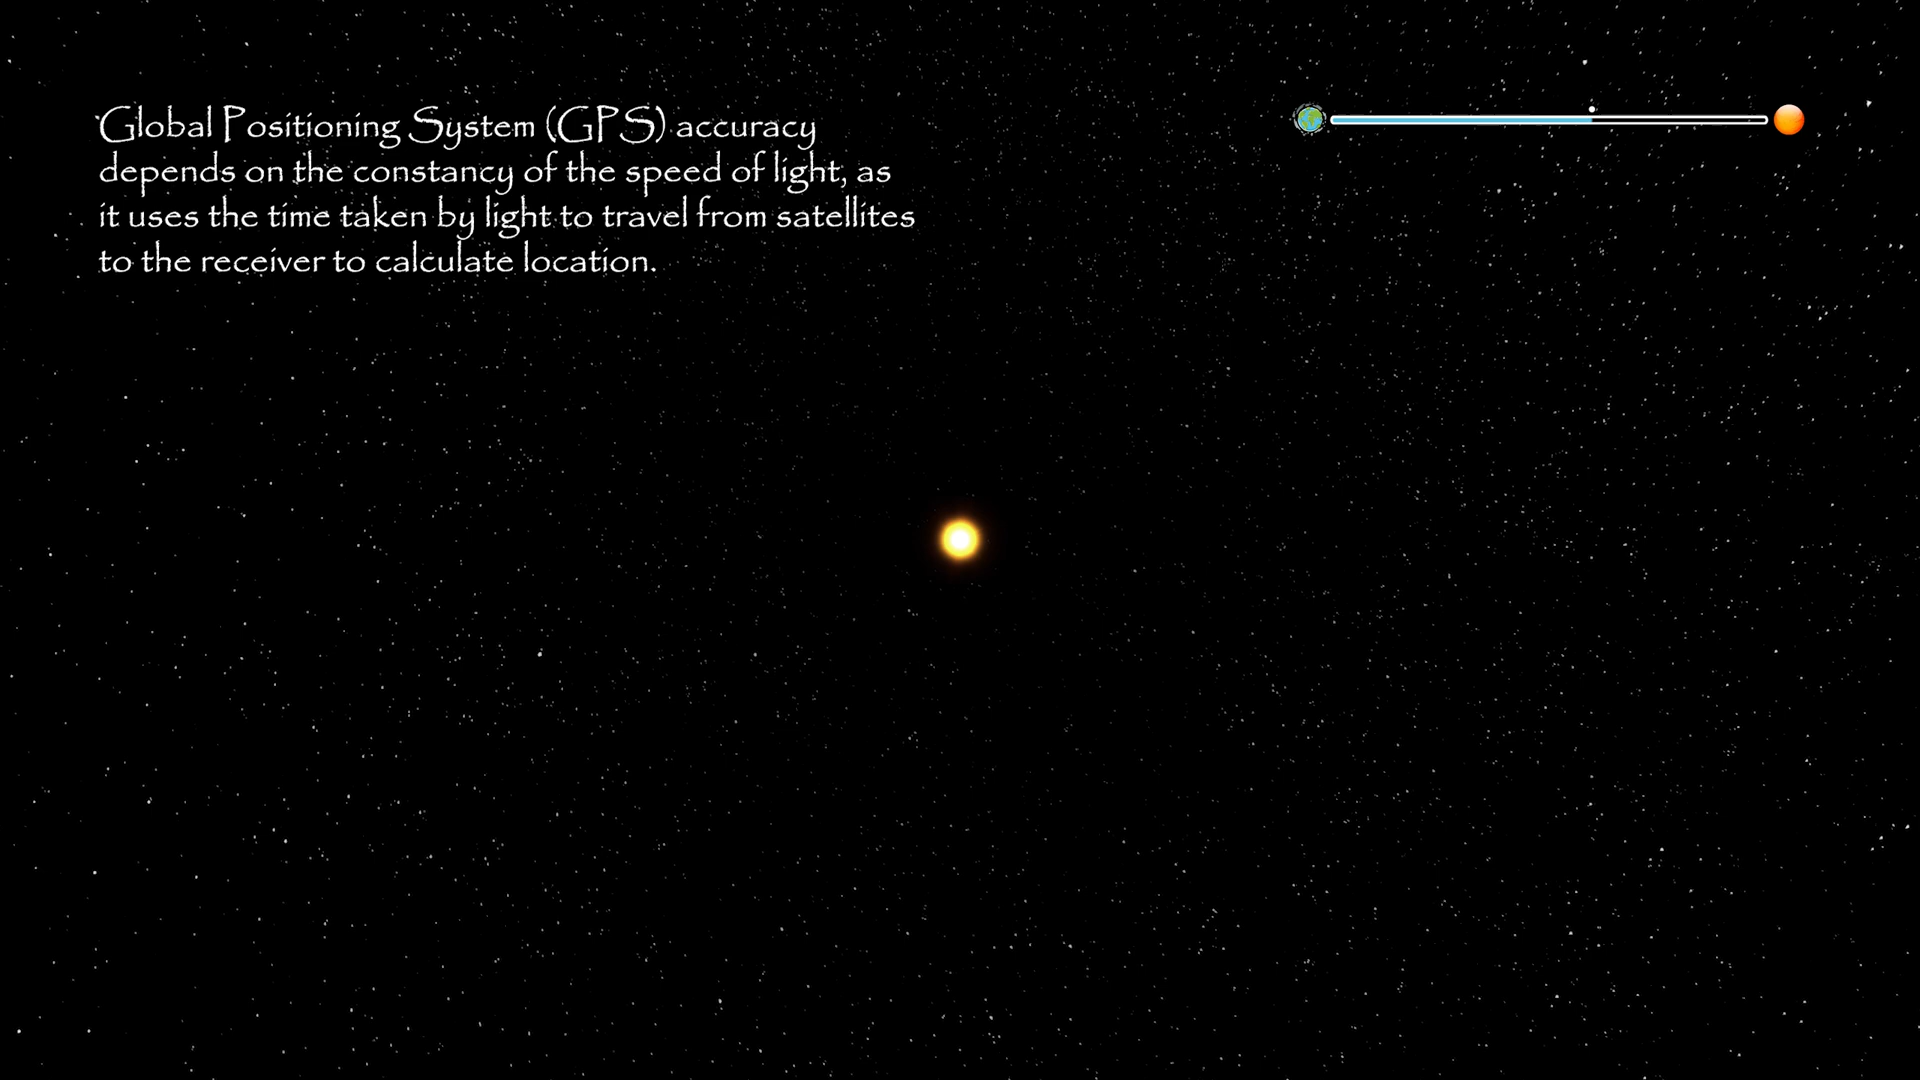 Global Positioning System (GPS) accuracy
depends on the constancy of the speed of light, as
it uses the time taken by light to travel from satellites
to the receiver to calculate location.